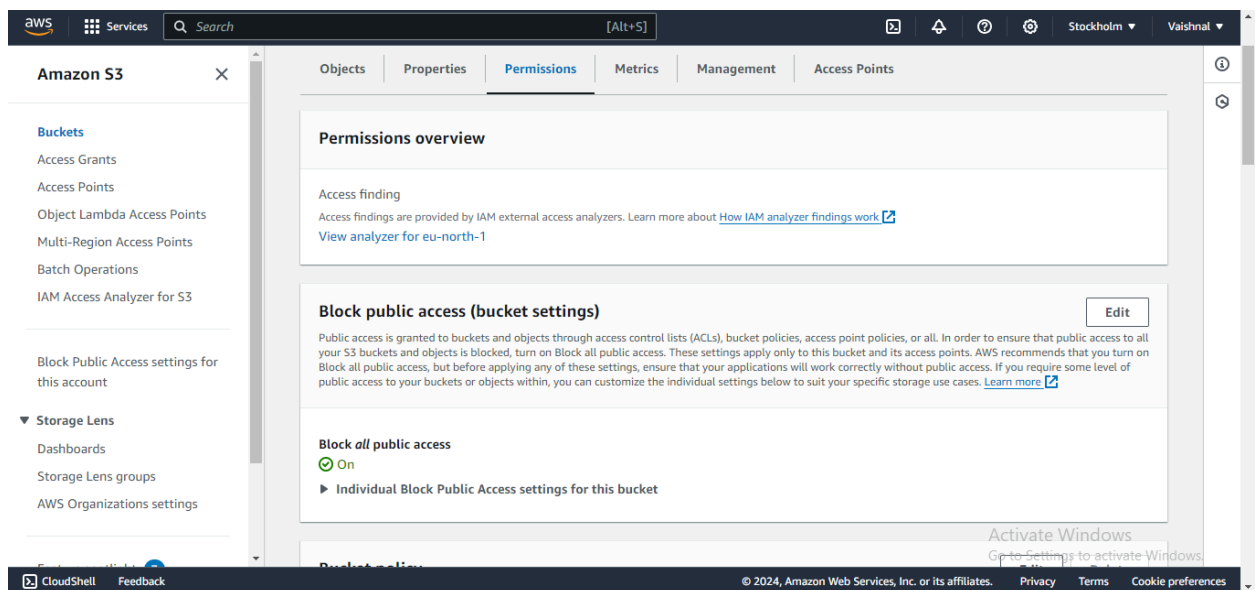 aws
Services
Search
[Alt+S]
Stockholm
Vaishnal
Amazon S3
Buckets
Access Grants
Access Points
Object Lambda Access Points
Multi-Region Access Points
Batch Operations
IAM Access Analyzer for S3
Block Public Access settings for
this account
Storage Lens
Dashboards
Storage Lens groups
AWS Organizations settings
Objects
Properties
Permissions
Metrics
Management
Access Points
Permissions overview
Access finding
Access findings are provided by IAM external access analyzers. Learn more about How IAM analyzer findings work
View analyzer for eu-north-1
Block public access (bucket settings)
Edit
Public access is granted to buckets and objects through access control lists (ACLs), bucket policies, access point policies, or all. In order to ensure that public access to all
your S3 buckets and objects is blocked, turn on Block all public access. These settings apply only to this bucket and its access points. AWS recommends that you turn on
Block all public access, but before applying any of these settings, ensure that your applications will work correctly without public access. If you require some level of
public access to your buckets or objects within, you can customize the individual settings below to suit your specific storage use cases. Learn more
Block all public access
On
Individual Block Public Access settings for this bucket
Bucket policy
Activate Windows
Go to Settings to activate Windows.
CloudShell
Feedback
© 2024, Amazon Web Services, Inc. or its affiliates.
Privacy
Terms
Cookie preferences